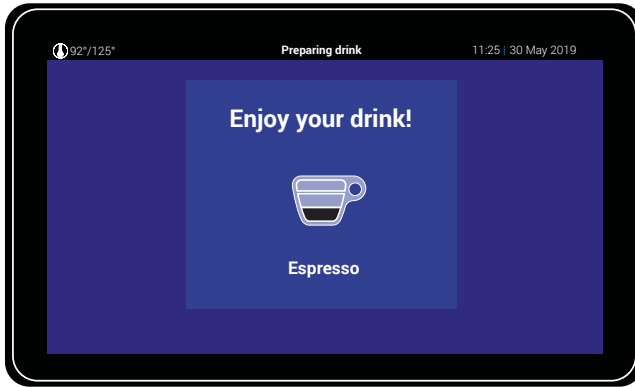 92°/125°
Preparing drink
11:25 | 30 May 2019
Enjoy your drink!
Espresso